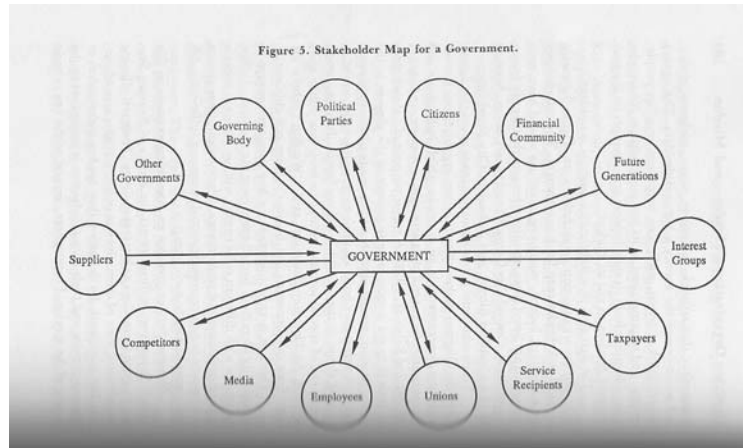 Figure 5. Stakeholder Map for a Government.
Political
Parties
Citizens
Governing
Body
Financial
Community
Other
Governments
Future
Generations
Suppliers
GOVERNMENT
Interest
Groups
Competitors
Taxpayers
Media
Employees
Unions
Service
Recipients